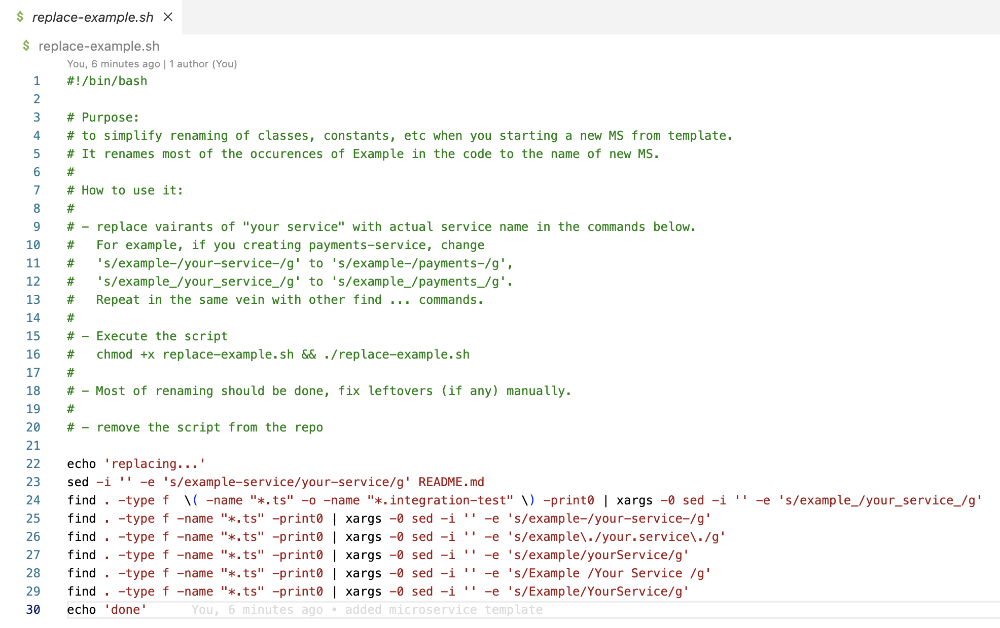 $ replace-example.sh ×
$ replace-example.sh
You, 6 minutes ago | 1 author (You)
1 #!/bin/bash
2
3 # Purpose:
4 # to simplify renaming of classes, constants, etc when you starting a new MS from template.
5 # It renames most of the occurences of Example in the code to the name of new MS.
6 #
7 # How to use it:
8 #
9 # - replace vairants of "your service" with actual service name in the commands below.
10 #   For example, if you creating payments-service, change
11 #   's/example-/your-service-/g' to 's/example-/payments-/g',
12 #   's/example_/your_service_/g' to 's/example_/payments_/g'.
13 #   Repeat in the same vein with other find ... commands.
14 #
15 # - Execute the script
16 #   chmod +x replace-example.sh && ./replace-example.sh
17 #
18 # - Most of renaming should be done, fix leftovers (if any) manually.
19 #
20 # - remove the script from the repo
21
22 echo 'replacing...'
23 sed -i '' -e 's/example-service/your-service/g' README.md
24 find . -type f  \( -name "*.ts" -o -name "*.integration-test" \) -print0 | xargs -0 sed -i '' -e 's/example_/your_service_/g'
25 find . -type f -name "*.ts" -print0 | xargs -0 sed -i '' -e 's/example-/your-service-/g'
26 find . -type f -name "*.ts" -print0 | xargs -0 sed -i '' -e 's/example\./your.service\./g'
27 find . -type f -name "*.ts" -print0 | xargs -0 sed -i '' -e 's/example/yourService/g'
28 find . -type f -name "*.ts" -print0 | xargs -0 sed -i '' -e 's/Example /Your Service /g'
29 find . -type f -name "*.ts" -print0 | xargs -0 sed -i '' -e 's/Example/YourService/g'
30 echo 'done'      You, 6 minutes ago • added microservice template